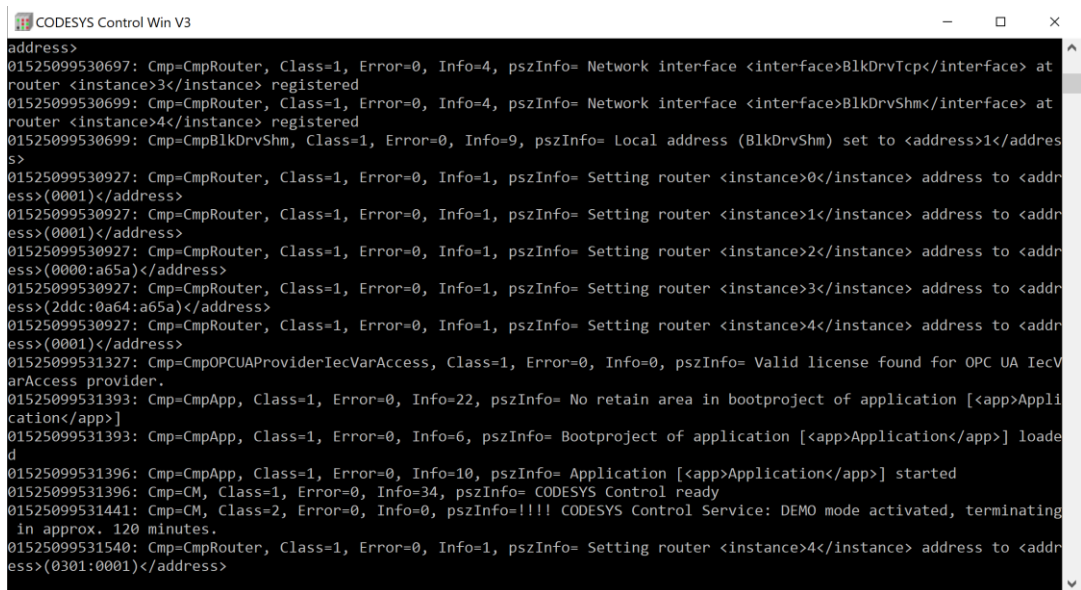 CODESYS Control Win V3
address>
01525099530697: Cmp=CmpRouter, Class=1, Error=0, Info=4, pszInfo= Network interface <interface>BlkDrvTcp</interface> at
router <instance>3</instance> registered
01525099530699: Cmp=CmpRouter, Class=1, Error=0, Info=4, pszInfo= Network interface <interface>BlkDrvShm</interface> at
router <instance>4</instance> registered
01525099530699: Cmp=CmpBlkDrvShm, Class=1, Error=0, Info=9, pszInfo= Local address (BlkDrvShm) set to <address>1</addres
s>
01525099530927: Cmp=CmpRouter, Class=1, Error=0, Info=1, pszInfo= Setting router <instance>0</instance> address to <addr
ess>(0001)</address>
01525099530927: Cmp=CmpRouter, Class=1, Error=0, Info=1, pszInfo= Setting router <instance>1</instance> address to <addr
ess>(0001)</address>
01525099530927: Cmp=CmpRouter, Class=1, Error=0, Info=1, pszInfo= Setting router <instance>2</instance> address to <addr
ess>(0000:a65a)</address>
01525099530927: Cmp=CmpRouter, Class=1, Error=0, Info=1, pszInfo= Setting router <instance>3</instance> address to <addr
ess>(2ddc:0a64:a65a)</address>
01525099530927: Cmp=CmpRouter, Class=1, Error=0, Info=1, pszInfo= Setting router <instance>4</instance> address to <addr
ess>(0001)</address>
01525099531327: Cmp=CmpOPCUAProviderIecVarAccess, Class=1, Error=0, Info=0, pszInfo= Valid license found for OPC UA IecV
arAccess provider.
01525099531393: Cmp=CmpApp, Class=1, Error=0, Info=22, pszInfo= No retain area in bootproject of application [<app>Appli
cation</app>]
01525099531393: Cmp=CmpApp, Class=1, Error=0, Info=6, pszInfo= Bootproject of application [<app>Application</app>] loade
d
01525099531396: Cmp=CmpApp, Class=1, Error=0, Info=10, pszInfo= Application [<app>Application</app>] started
01525099531396: Cmp=CM, Class=1, Error=0, Info=34, pszInfo= CODESYS Control ready
01525099531441: Cmp=CM, Class=2, Error=0, Info=0, pszInfo=!!!! CODESYS Control Service: DEMO mode activated, terminating
 in approx. 120 minutes.
01525099531540: Cmp=CmpRouter, Class=1, Error=0, Info=1, pszInfo= Setting router <instance>4</instance> address to <addr
ess>(0301:0001)</address>